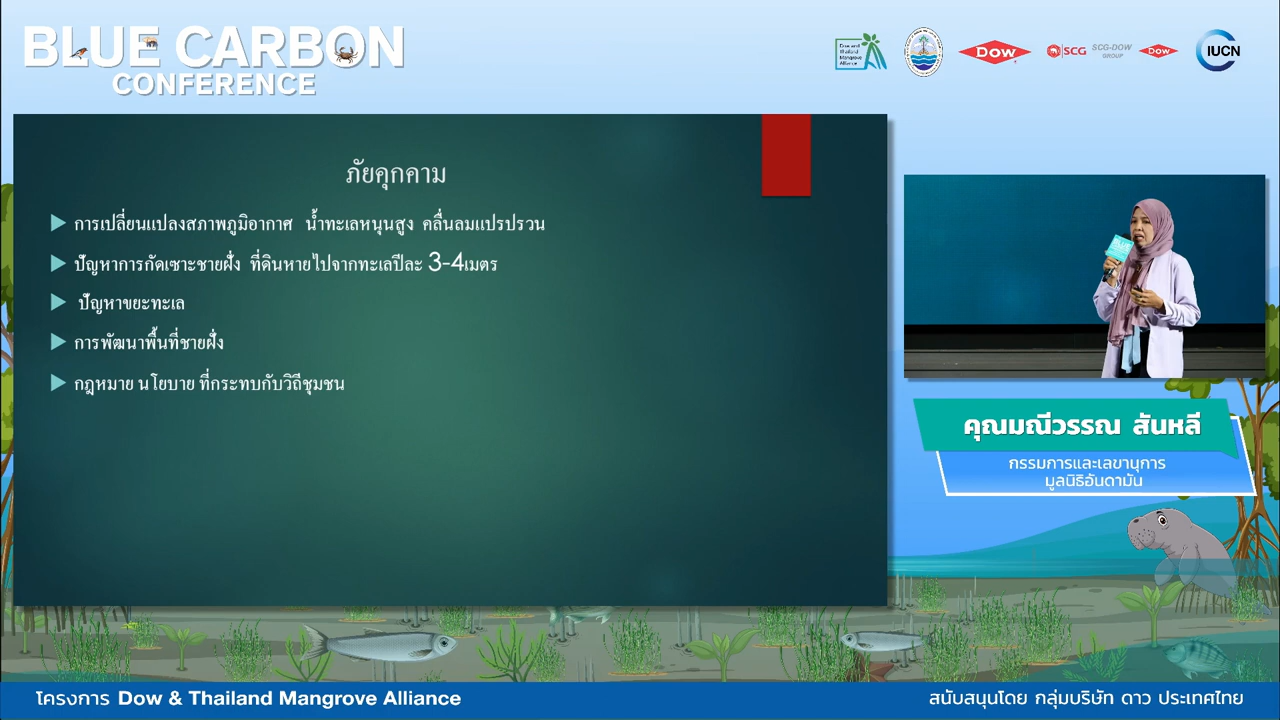 BLUE CARBON
CONFERENCE
Dow and
Thailand
Mangrove
Alliance
DOW
SCG
SCG-DOW
GROUP
DOW
IUCN
ภัยคุกคาม
การเปลี่ยนแปลงสภาพภูมิอากาศ น้ำทะเลหนุนสูง คลื่นลมแปรปรวน
ปัญหาการกัดเซาะชายฝั่ง ที่ดินหายไปจากทะเลปีละ 3-4เมตร
ปัญหาขยะทะเล
การพัฒนาพื้นที่ชายฝั่ง
กฎหมาย นโยบาย ที่กระทบกับวิถีชุมชน
BLUE
คุณมณีวรรณ สันหลี
กรรมการและเลขานุการ
มูลนิธิอันดามัน
โครงการ Dow & Thailand Mangrove Alliance
สนับสนุนโดย กลุ่มบริษัท ดาว ประเทศไทย